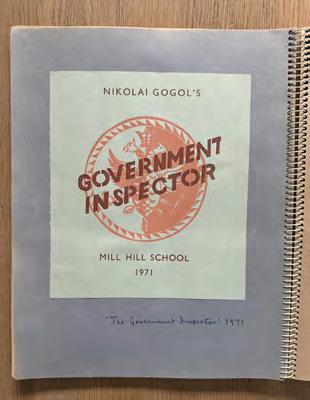 NIKOLAI GOGOL'S
GOVERNMENT
INSPECTOR
MILL HILL SCHOOL
1971
'The Government Inspector' 1971